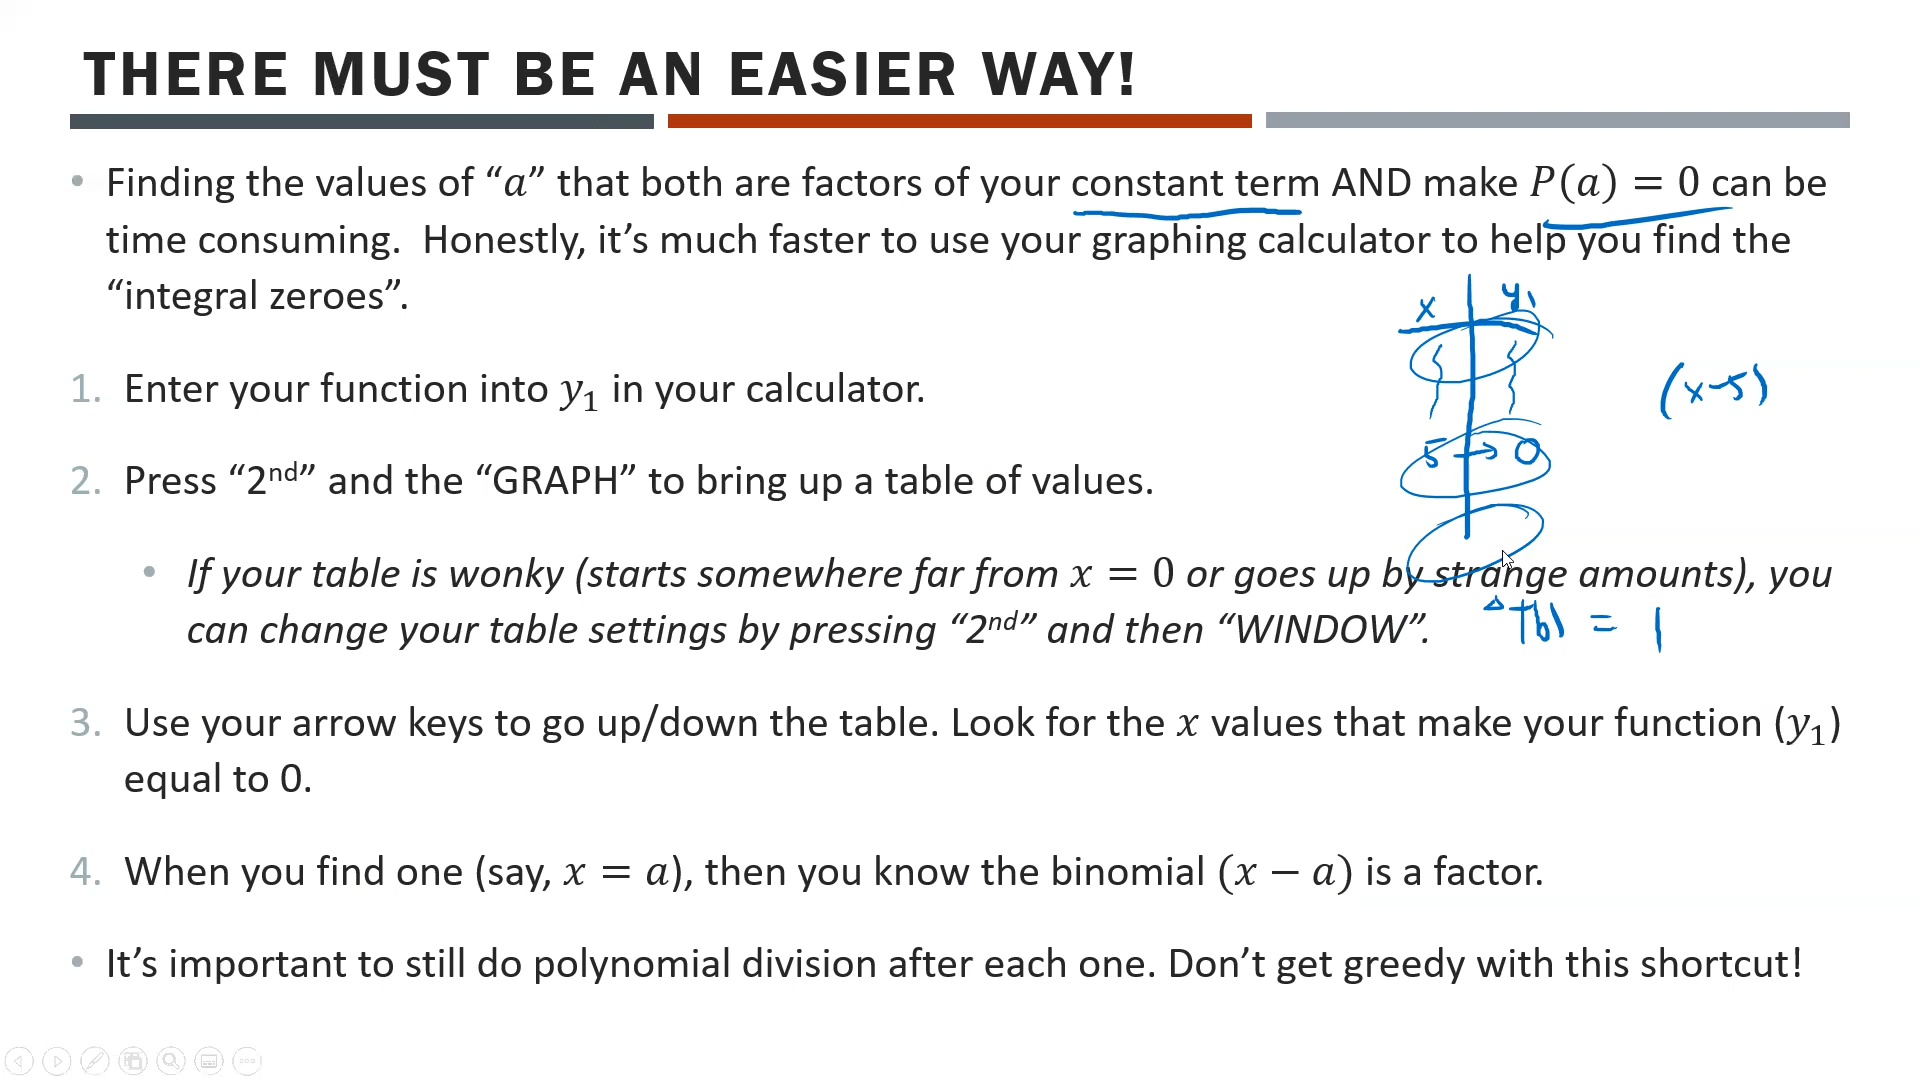 THERE MUST BE AN EASIER WAY!
• Finding the values of “a” that both are factors of your constant term AND make P(a) = 0 can be
time consuming.  Honestly, it’s much faster to use your graphing calculator to help you find the
“integral zeroes”.
x y₁
1. Enter your function into y₁ in your calculator.
(x-5)
5 → 0
2. Press “2ⁿᵈ” and the “GRAPH” to bring up a table of values.
• If your table is wonky (starts somewhere far from x = 0 or goes up by strange amounts), you
can change your table settings by pressing “2ⁿᵈ” and then “WINDOW”.
△Tbl = 1
3. Use your arrow keys to go up/down the table. Look for the x values that make your function (y₁)
equal to 0.
4. When you find one (say, x = a), then you know the binomial (x − a) is a factor.
• It’s important to still do polynomial division after each one. Don’t get greedy with this shortcut!